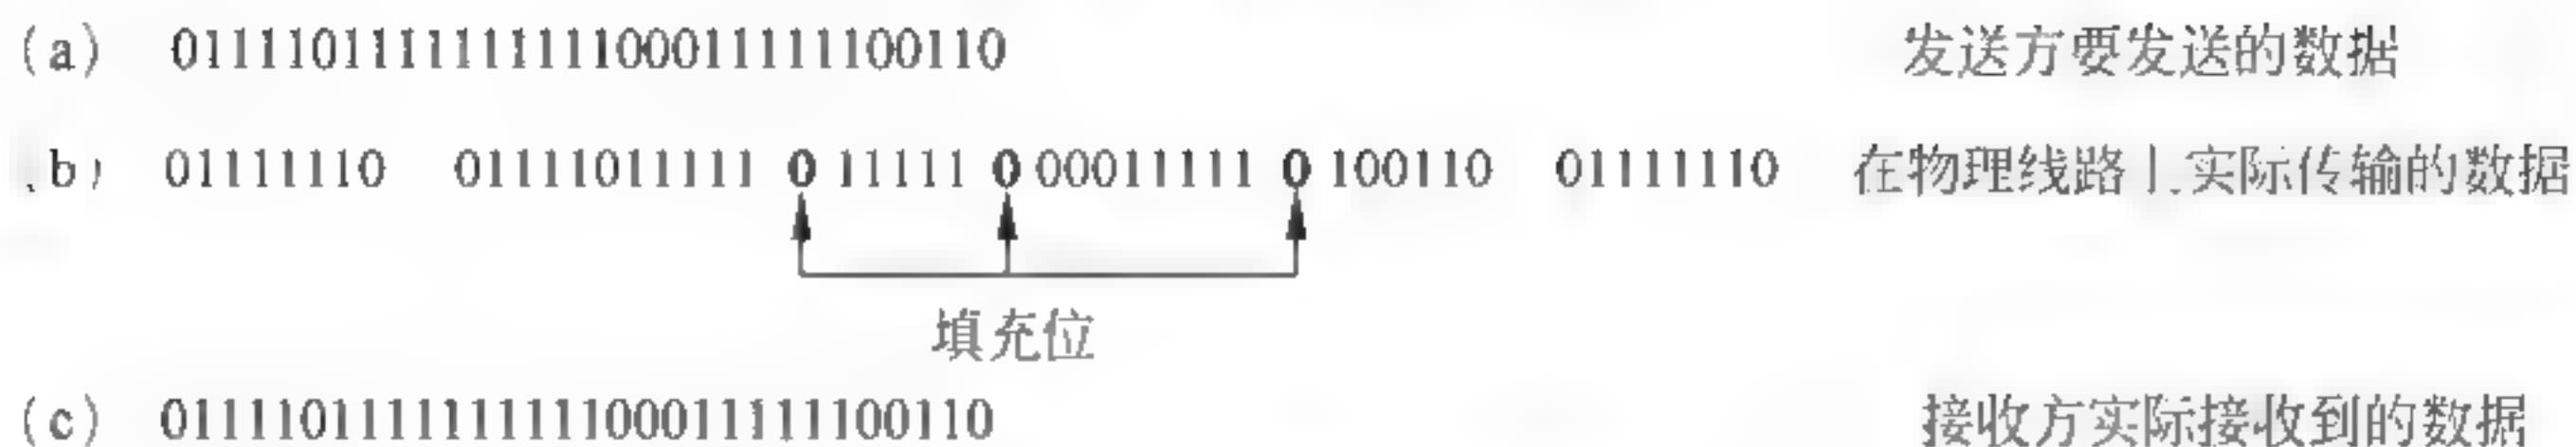 (a) 011110111111111100011111100110 发送方要发送的数据
(b) 01111110 01111011111 0 11111 0 00011111 0 100110 01111110 在物理线路上实际传输的数据
填充位
(c) 011110111111111100011111100110 接收方实际接收到的数据